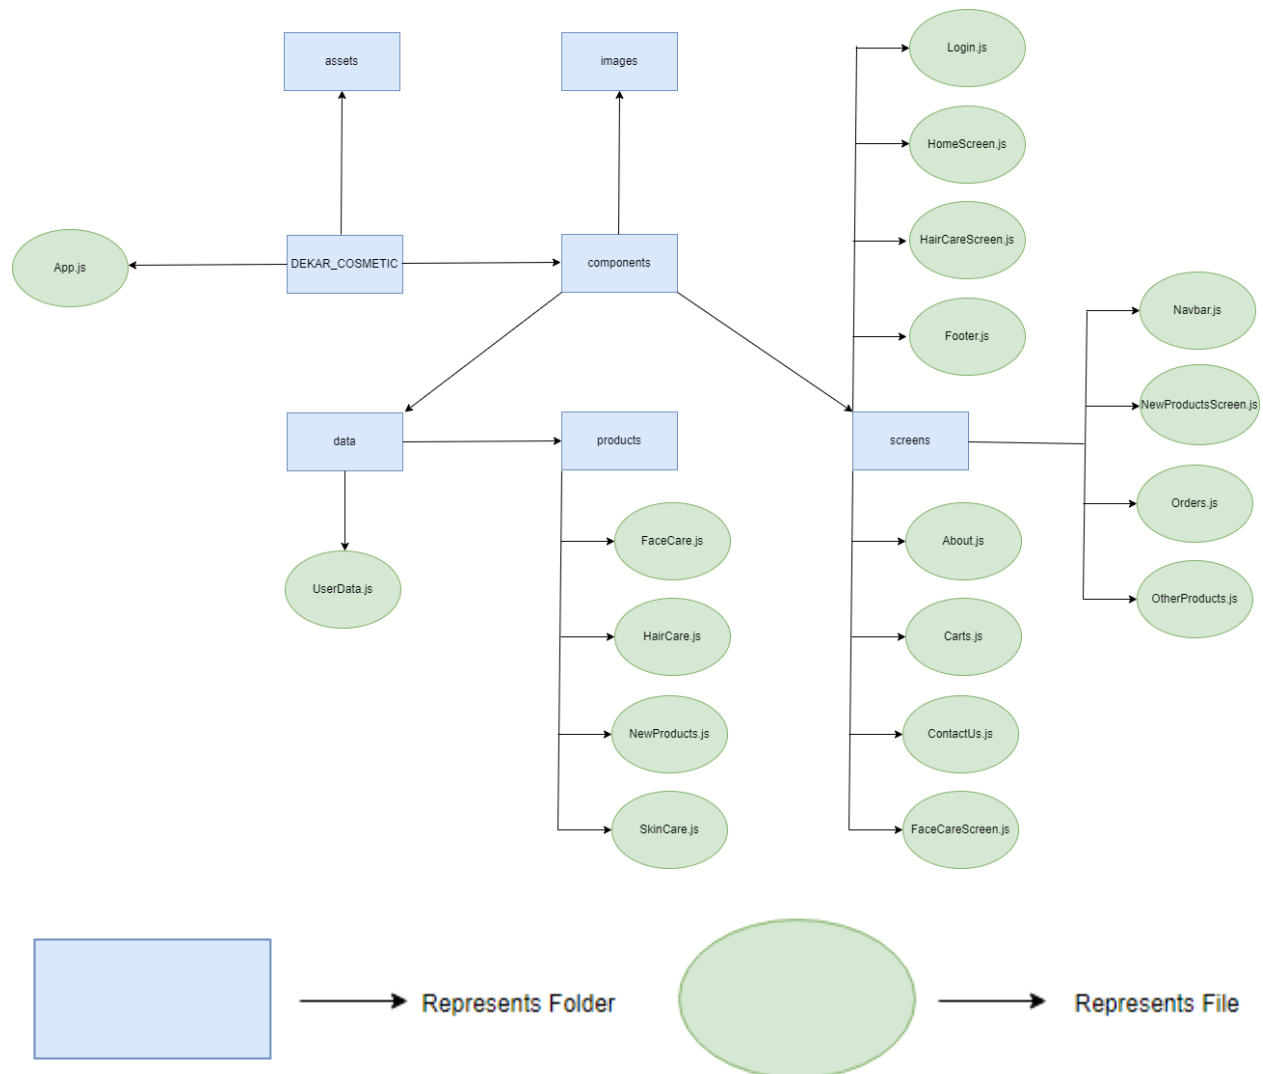 assets
images
Login.js
HomeScreen.js
HairCareScreen.js
App.js
DEKAR_COSMETIC
components
Footer.js
Navbar.js
NewProductsScreen.js
data
products
screens
Orders.js
OtherProducts.js
UserData.js
FaceCare.js
HairCare.js
NewProducts.js
SkinCare.js
About.js
Carts.js
ContactUs.js
FaceCareScreen.js
Represents Folder
Represents File